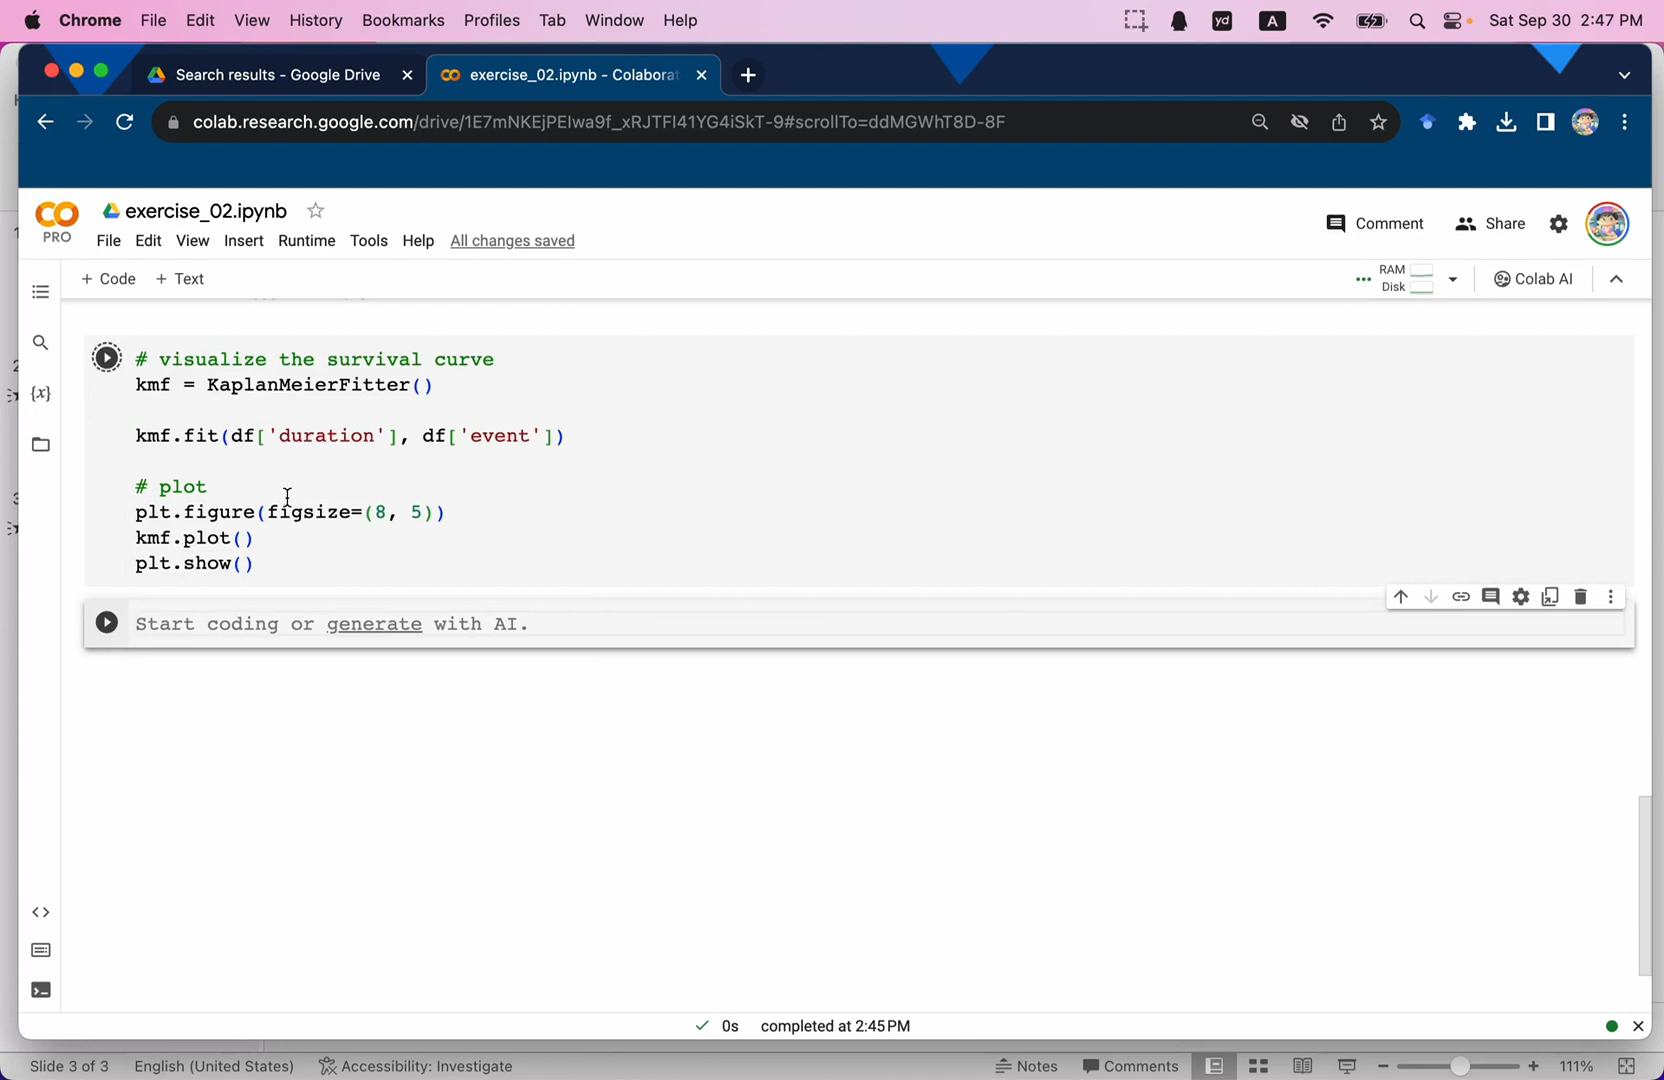 Chrome File Edit View History Bookmarks Profiles Tab Window Help yd A Sat Sep 30 2:47 PM
Search results - Google Drive exercise_02.ipynb - Colaborat
colab.research.google.com/drive/1E7mNKEjPEIwa9f_xRJTFI41YG4iSkT-9#scrollTo=ddMGWhT8D-8F
exercise_02.ipynb
PRO
File Edit View Insert Runtime Tools Help All changes saved
Comment Share
+ Code + Text
RAM
Disk
Colab AI
{x}
# visualize the survival curve
kmf = KaplanMeierFitter()
kmf.fit(df['duration'], df['event'])
# plot
plt.figure(figsize=(8, 5))
kmf.plot()
plt.show()
Start coding or generate with AI.
0s completed at 2:45 PM
Slide 3 of 3 English (United States) Accessibility: Investigate Notes Comments 111%